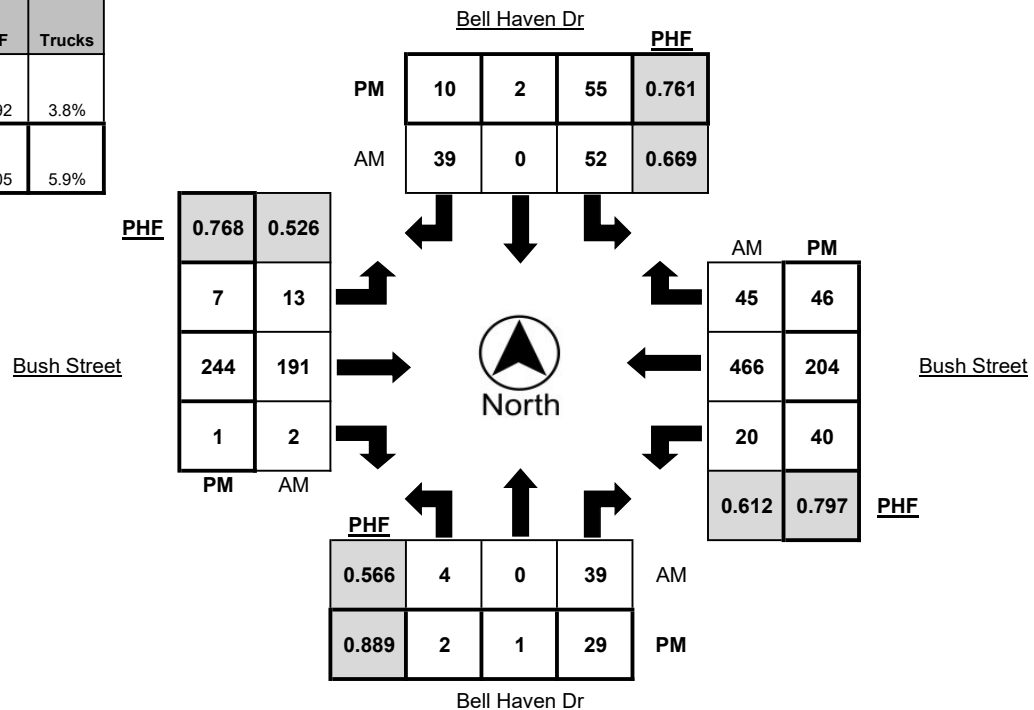 Bell Haven Dr
Trucks
PHF
PM 10 2 55 0.761
3.8%
AM 39 0 52 0.669
5.9%
PHF 0.768 0.526
AM PM
7 13
45 46
Bush Street 244 191
466 204 Bush Street
North
1 2
20 40
PM AM
0.612 0.797 PHF
PHF
0.566 4 0 39 AM
0.889 2 1 29 PM
Bell Haven Dr